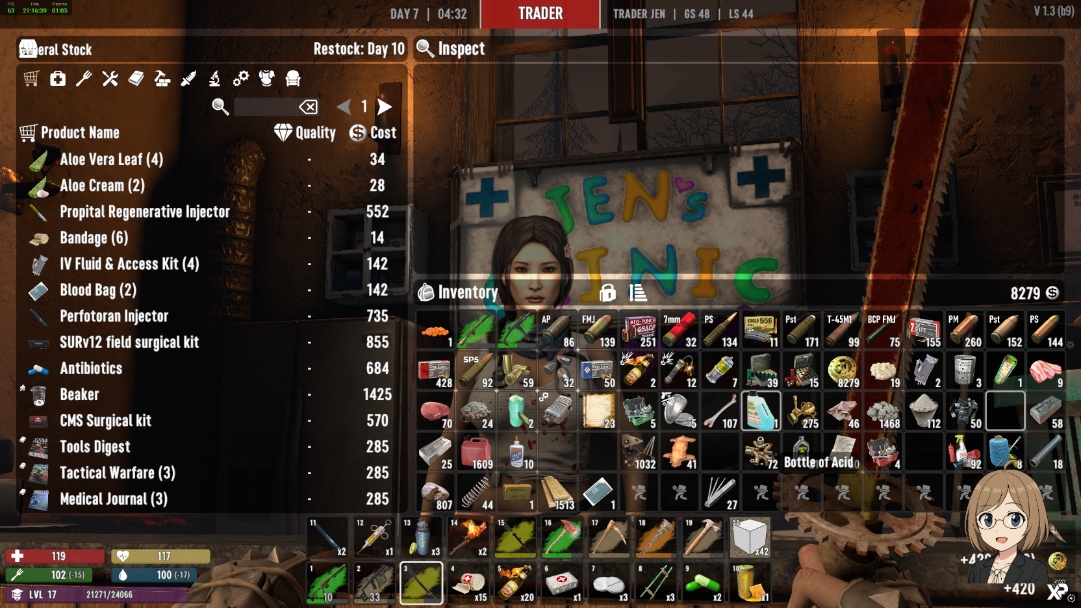 DAY 7 | 04:32
TRADER
TRADER JEN | GS 48 | LS 44
V 1.3 (b9)
eral Stock
Restock: Day 10
Inspect
1
Product Name
Quality
Cost
Aloe Vera Leaf (4) - 34
Aloe Cream (2) - 28
Propital Regenerative Injector - 552
Bandage (6) - 14
IV Fluid & Access Kit (4) - 142
Blood Bag (2) - 142
Perfotoran Injector - 735
SURv12 field surgical kit - 855
Antibiotics - 684
Beaker - 1425
CMS Surgical kit - 570
Tools Digest - 285
Tactical Warfare (3) - 285
Medical Journal (3) - 285
JEN's
INIC
Inventory
8279
AP FMJ 7mm PS Pst T-45M1 BCP FMJ PM Pst PS
1 86 139 251 32 134 11 171 99 75 155 260 152 144
SP5
428 92 59 32 50 2 12 7 39 15 8279 19 2 3 1 9
70 24 2 1 23 5 5 107 1 275 46 1468 112 50 58
25 1609 10 1032 41 72 4 92 8 18
Bottle of Acid
807 44 1 1513 1 27
11 12 13 14 15 16 17 18 19
x2 x1 x3 x2 x42
1 2 3 4 5 6 7 8 9
10 33 x15 x2 x1 x3 x3 x2 x1
119
117
102 (-15)
100 (-17)
LVL 17
21271/24066
+420
XP